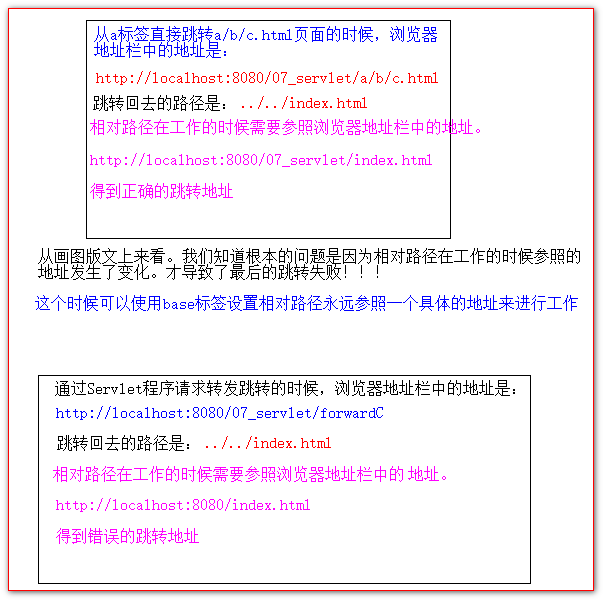 从a标签直接跳转a/b/c.html页面的时候，浏览器
地址栏中的地址是：
http://localhost:8080/07_servlet/a/b/c.html
跳转回去的路径是：../../index.html
相对路径在工作的时候需要参照浏览器地址栏中的地址。
http://localhost:8080/07_servlet/index.html
得到正确的跳转地址
从画图版文上来看。我们知道根本的问题是因为相对路径在工作的时候参照的
地址发生了变化。才导致了最后的跳转失败！！！
这个时候可以使用base标签设置相对路径永远参照一个具体的地址来进行工作
通过Servlet程序请求转发跳转的时候，浏览器地址栏中的地址是：
http://localhost:8080/07_servlet/forwardC
跳转回去的路径是：../../index.html
相对路径在工作的时候需要参照浏览器地址栏中的 地址。
http://localhost:8080/index.html
得到错误的跳转地址